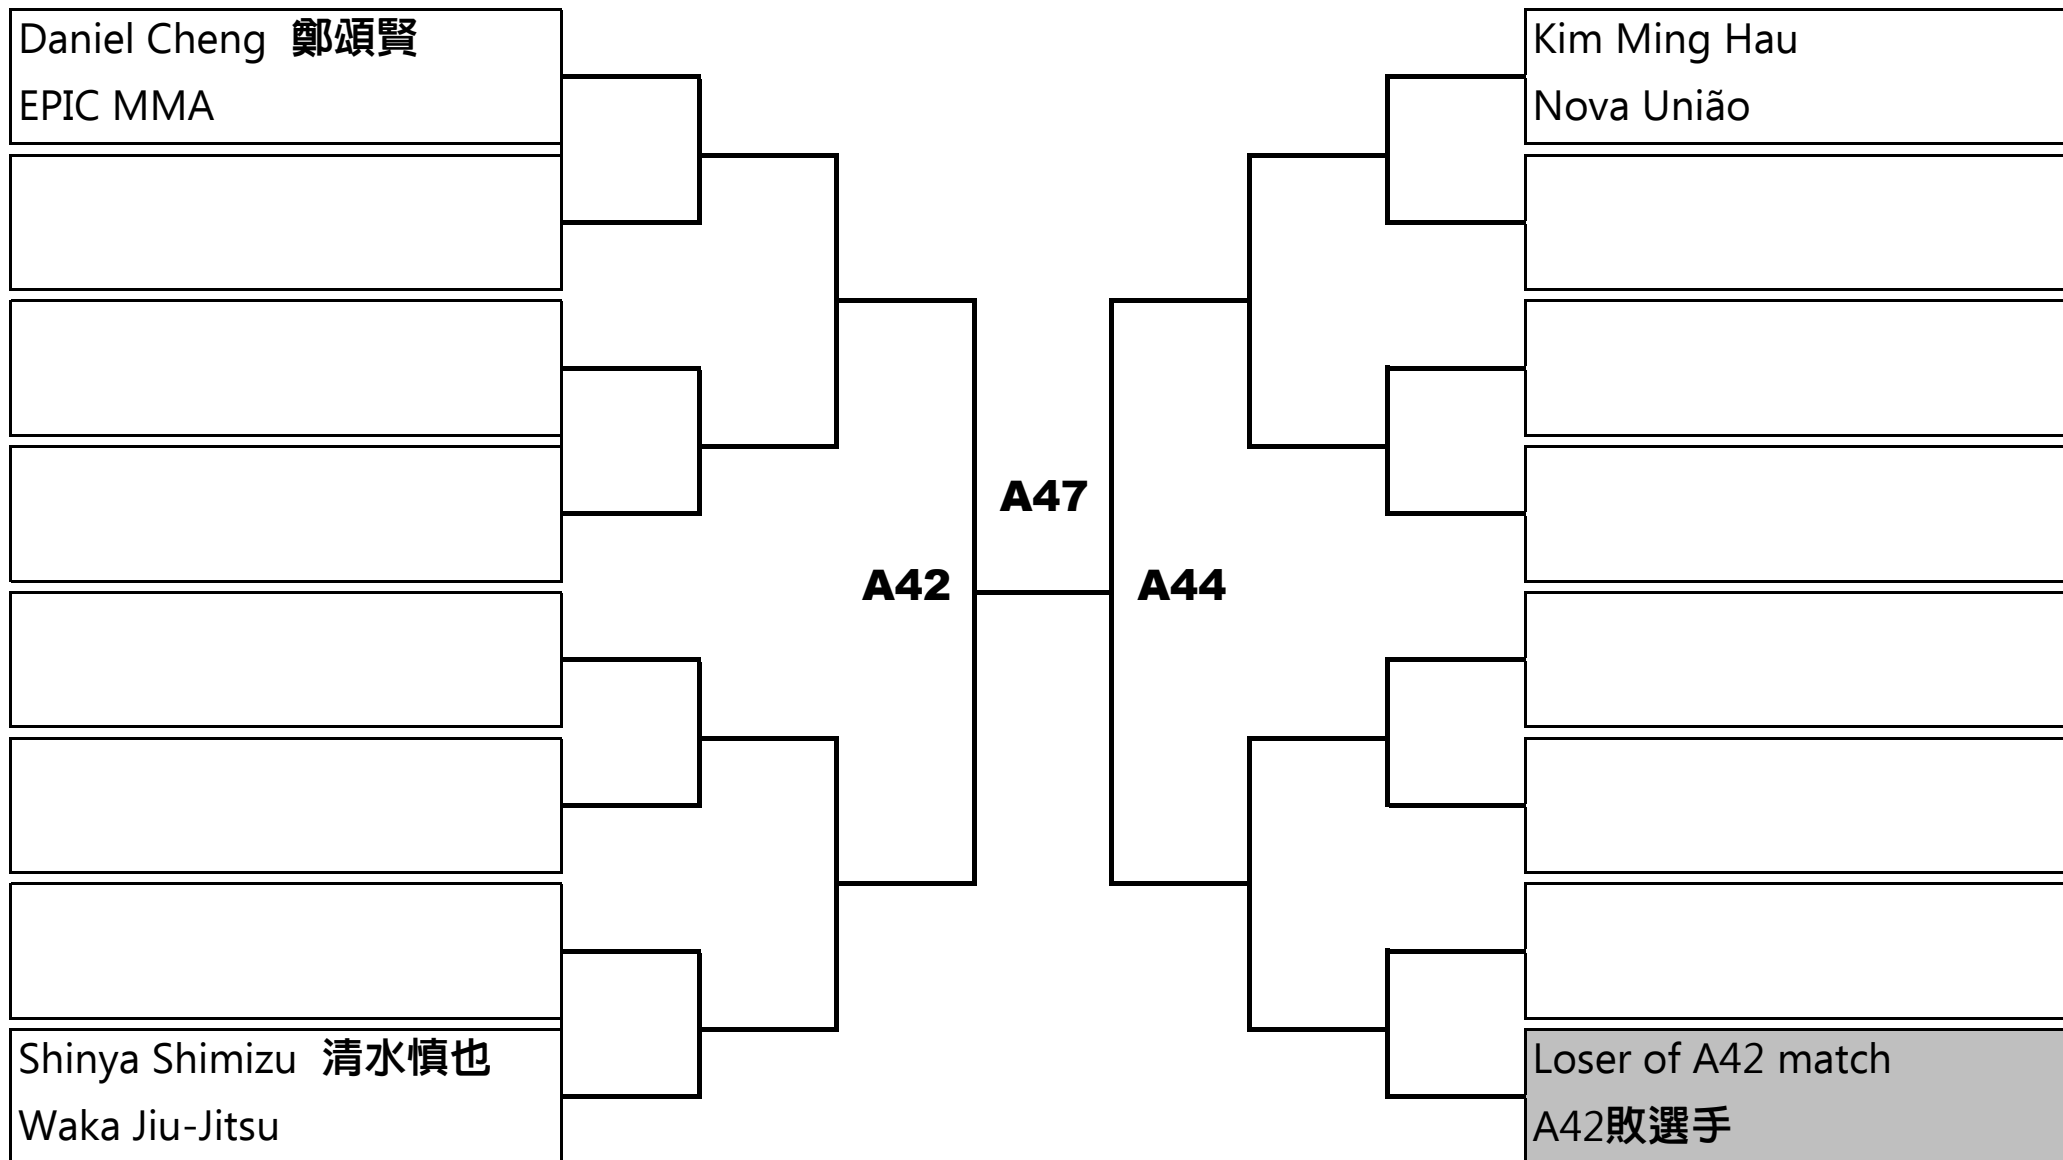 Daniel Cheng 鄭頌賢
EPIC MMA
Kim Ming Hau
Nova União
A47
A42
A44
Shinya Shimizu 清水慎也
Waka Jiu-Jitsu
Loser of A42 match
A42敗選手